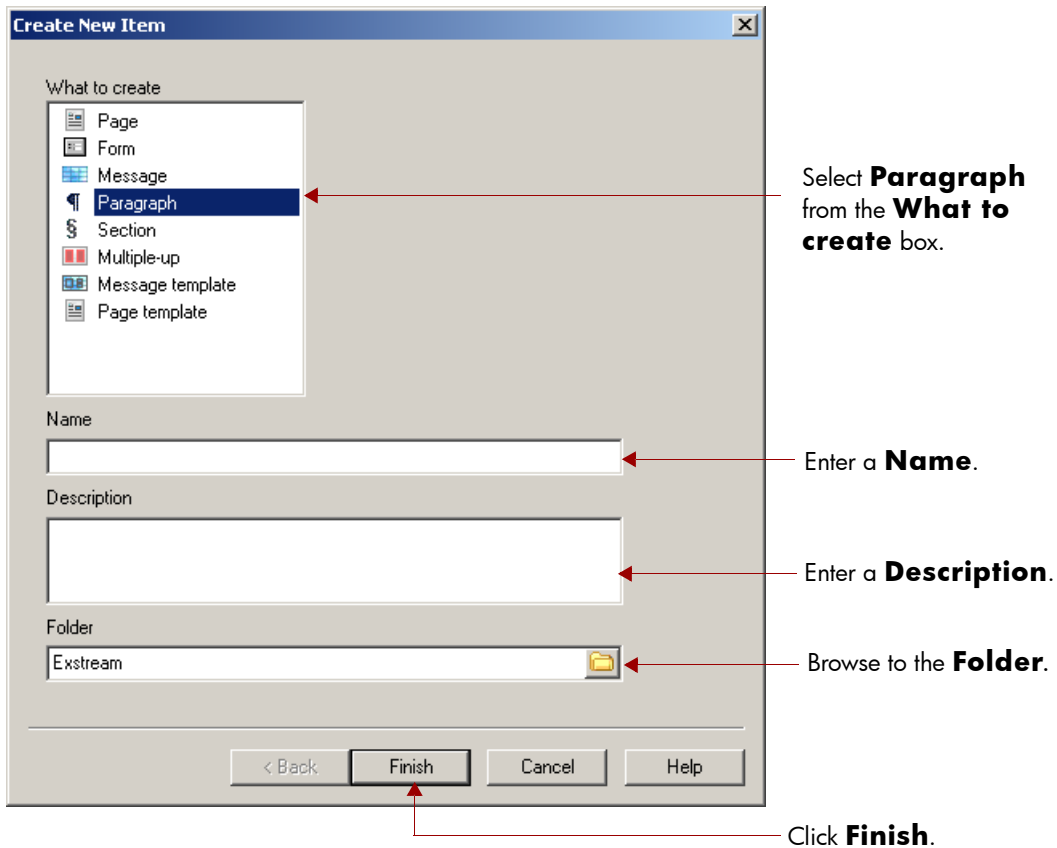 Create New Item
What to create
Page
Form
Message
Paragraph
Section
Multiple-up
Message template
Page template
Select Paragraph
from the What to
create box.
Name
Enter a Name.
Description
Enter a Description.
Folder
Exstream
Browse to the Folder.
< Back
Finish
Cancel
Help
Click Finish.